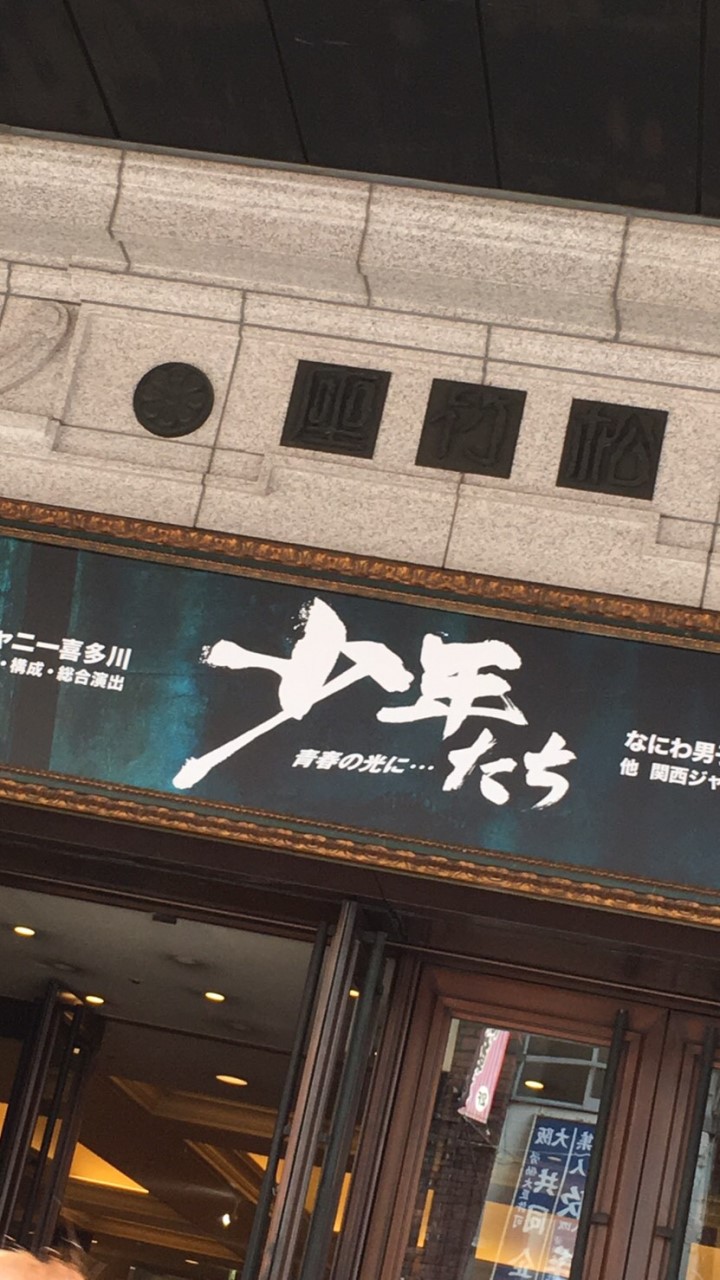 松竹座
ャニー喜多川
・構成・総合演出
少年たち
青春の光に…
なにわ男
他 関西ジャ